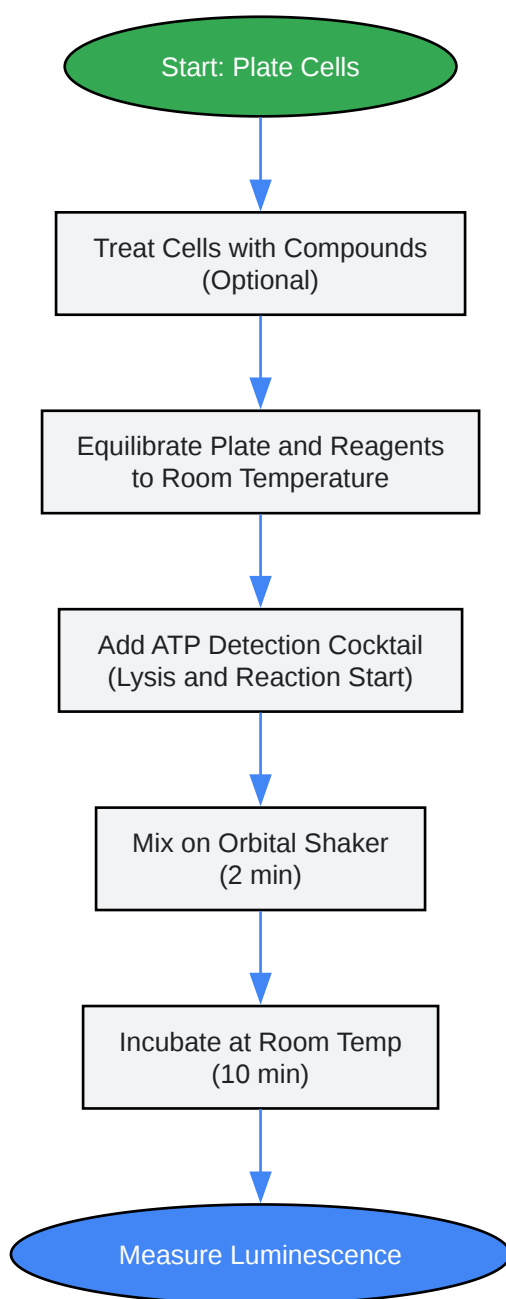 Start: Plate Cells
Treat Cells with Compounds
(Optional)
Equilibrate Plate and Reagents
to Room Temperature
Add ATP Detection Cocktail
(Lysis and Reaction Start)
Mix on Orbital Shaker
(2 min)
Incubate at Room Temp
(10 min)
Measure Luminescence